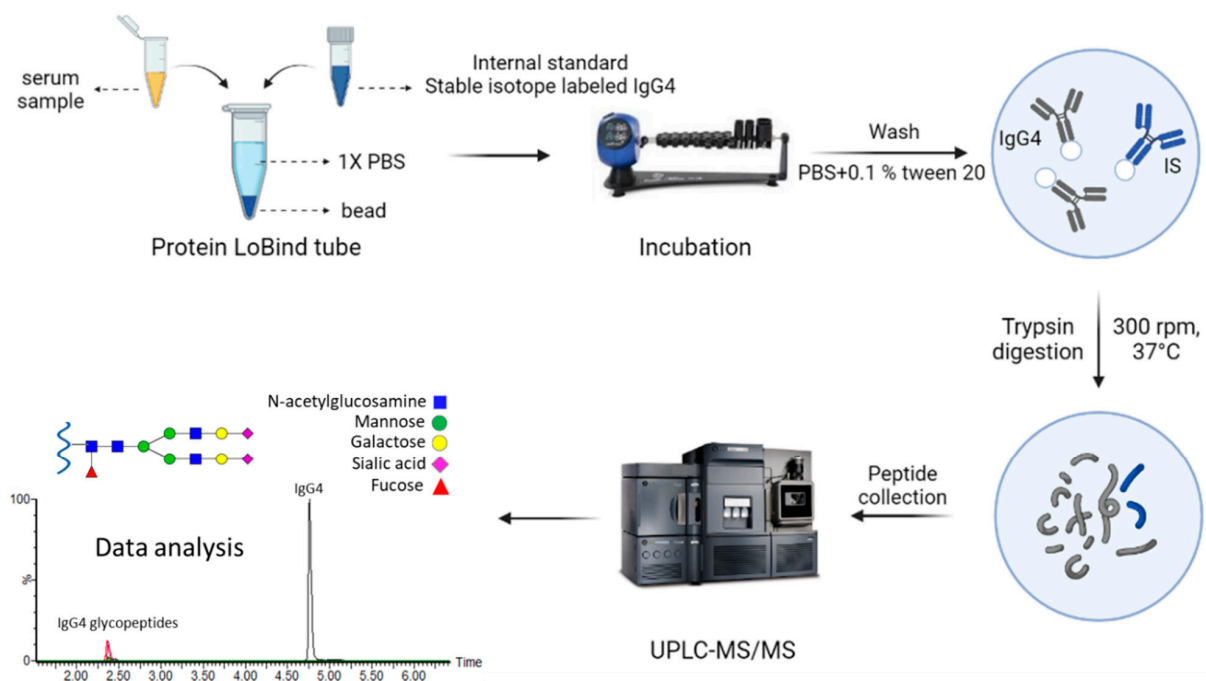 serum
sample
Internal standard
Stable isotope labeled IgG4
1X PBS
bead
Protein LoBind tube
Incubation
Wash
PBS+0.1 % tween 20
IgG4
IS
Trypsin
digestion
300 rpm,
37°C
Peptide
collection
UPLC-MS/MS
N-acetylglucosamine
Mannose
Galactose
Sialic acid
Fucose
100
%
0
IgG4
Data analysis
IgG4 glycopeptides
Time
2.00 2.50 3.00 3.50 4.00 4.50 5.00 5.50 6.00